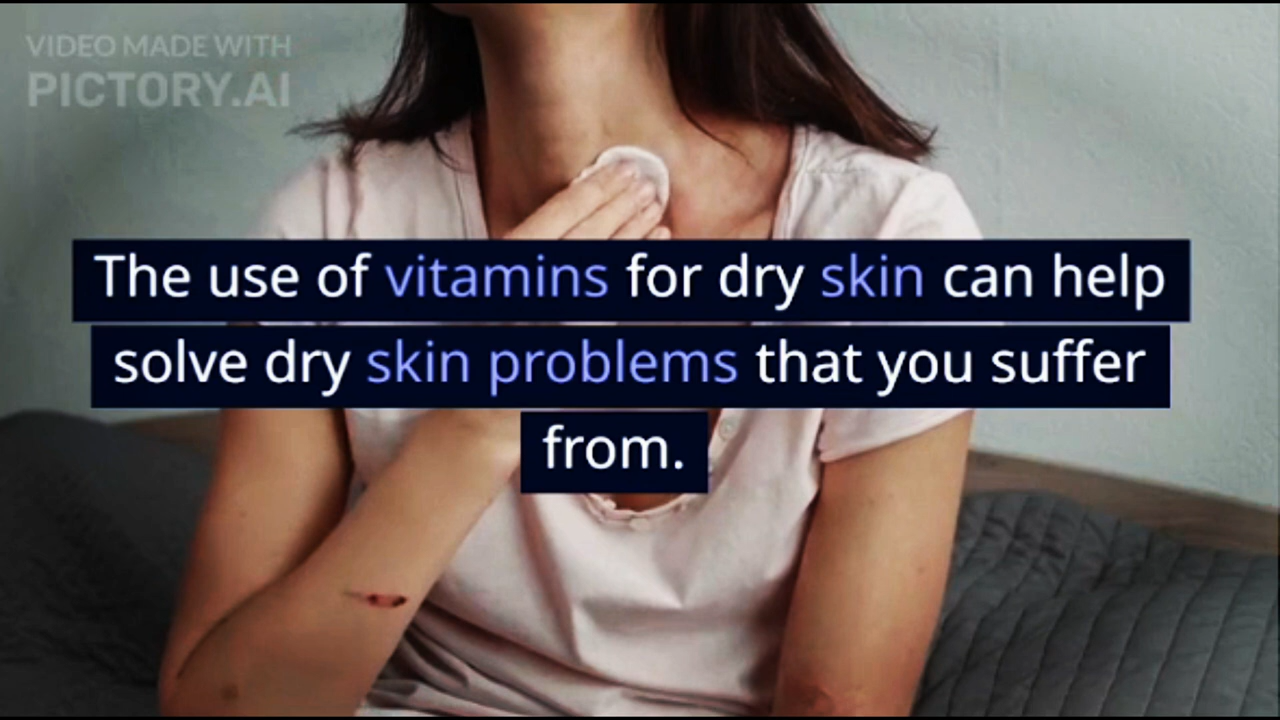 VIDEO MADE WITH
PICTORY.AI
The use of vitamins for dry skin can help
solve dry skin problems that you suffer
from.